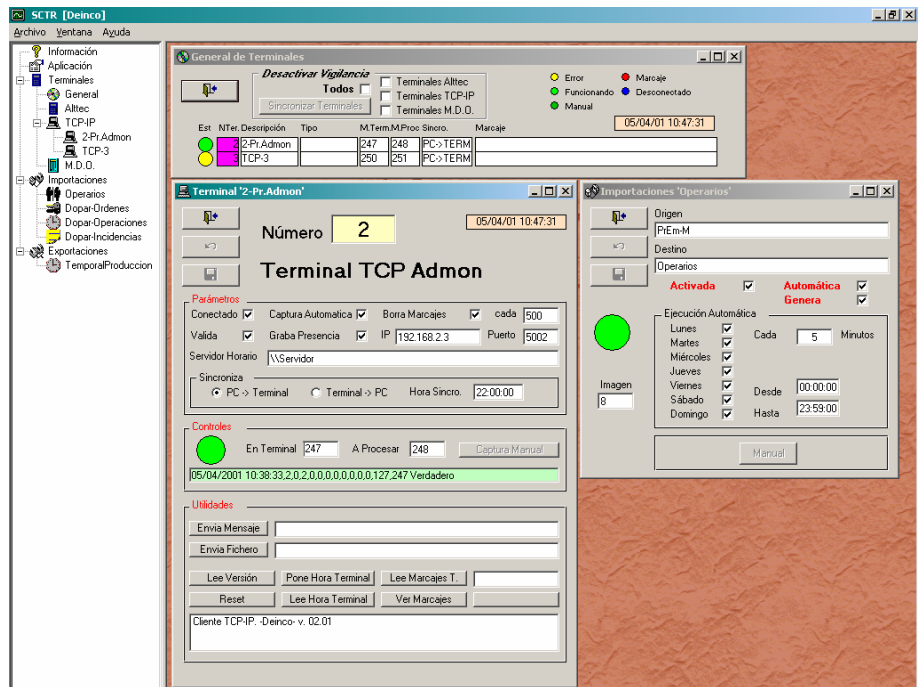 SCTR [Deinco]
Archivo Ventana Ayuda
Información
Aplicación
Terminales
General
Alttec
TCP-IP
2-Pr.Admon
TCP-3
M.D.O.
Importaciones
Operarios
Dopar-Ordenes
Dopar-Operaciones
Dopar-Incidencias
Exportaciones
TemporalProduccion
General de Terminales
Desactivar Vigilancia
Todos
Sincronizar Terminales
Terminales Alttec
Terminales TCP-IP
Terminales M.D.O.
Error Marcaje
Funcionando Desconectado
Manual
05/04/01 10:47:31
Est NTer. Descripción Tipo M.Term. M.Proc Sincro. Marcaje
2 2-Pr.Admon 247 248 PC->TERM
3 TCP-3 250 251 PC->TERM
Terminal '2-Pr.Admon'
Número 2
05/04/01 10:47:31
Terminal TCP Admon
Parámetros
Conectado Captura Automatica Borra Marcajes cada 500
Valida Graba Presencia IP 192.168.2.3 Puerto 5002
Servidor Horario \\Servidor
Sincroniza
PC -> Terminal Terminal -> PC Hora Sincro. 22:00:00
Controles
En Terminal 247 A Procesar 248 Captura Manual
05/04/2001 10:38:33,2,0,2,0,0,0,0,0,0,0,0,127,247 Verdadero
Utilidades
Envia Mensaje
Envia Fichero
Lee Versión Pone Hora Terminal Lee Marcajes T.
Reset Lee Hora Terminal Ver Marcajes
Cliente TCP-IP. -Deinco- v. 02.01
Importaciones 'Operarios'
Origen
PrEm-M
Destino
Operarios
Activada Automática
Genera
Ejecución Automática
Lunes
Martes
Miércoles
Jueves
Viernes
Sábado
Domingo
Cada 5 Minutos
Desde 00:00:00
Hasta 23:59:00
Imagen
8
Manual